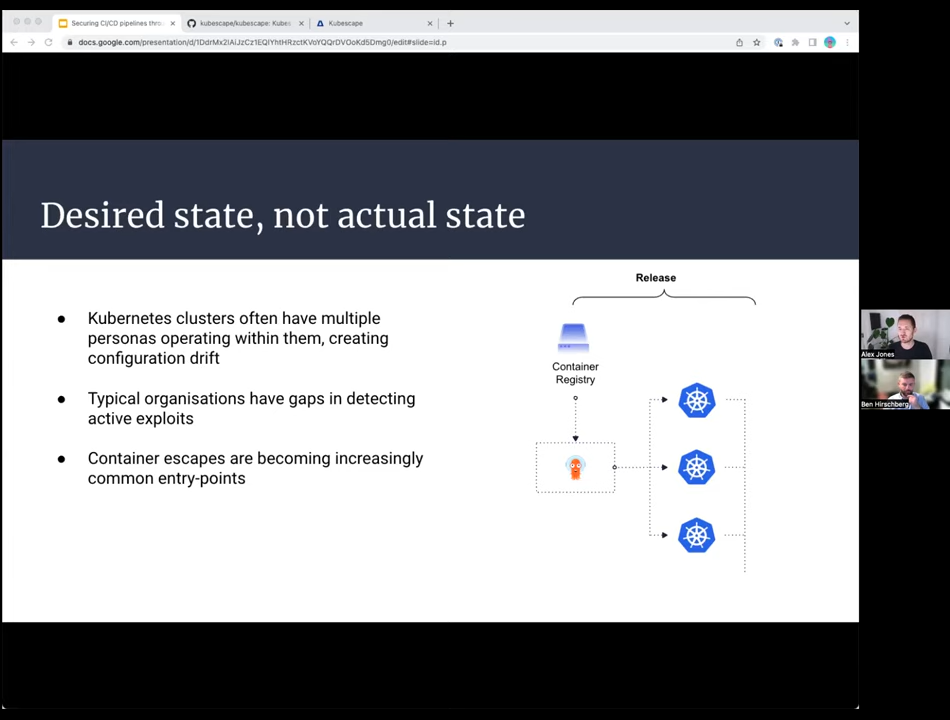 Securing CI/CD pipelines thro
kubescape/kubescape: Kubes
Kubescape
docs.google.com/presentation/d/1DdrMx2IAiJzCz1EQIYhtHRzctKVoYQQrDVOoKd5Dmg0/edit#slide=id.p
Desired state, not actual state
Kubernetes clusters often have multiple
personas operating within them, creating
configuration drift
Typical organisations have gaps in detecting
active exploits
Container escapes are becoming increasingly
common entry-points
Release
Container
Registry
Alex Jones
Ben Hirschberg